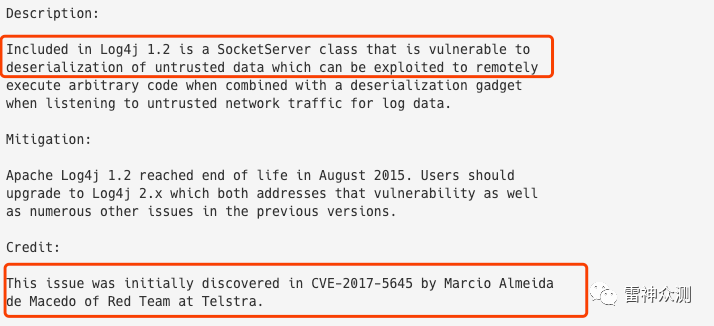 Description:
Included in Log4j 1.2 is a SocketServer class that is vulnerable to
deserialization of untrusted data which can be exploited to remotely
execute arbitrary code when combined with a deserialization gadget
when listening to untrusted network traffic for log data.
Mitigation:
Apache Log4j 1.2 reached end of life in August 2015. Users should
upgrade to Log4j 2.x which both addresses that vulnerability as well
as numerous other issues in the previous versions.
Credit:
This issue was initially discovered in CVE-2017-5645 by Marcio Almeida
de Macedo of Red Team at Telstra.
雷神众测